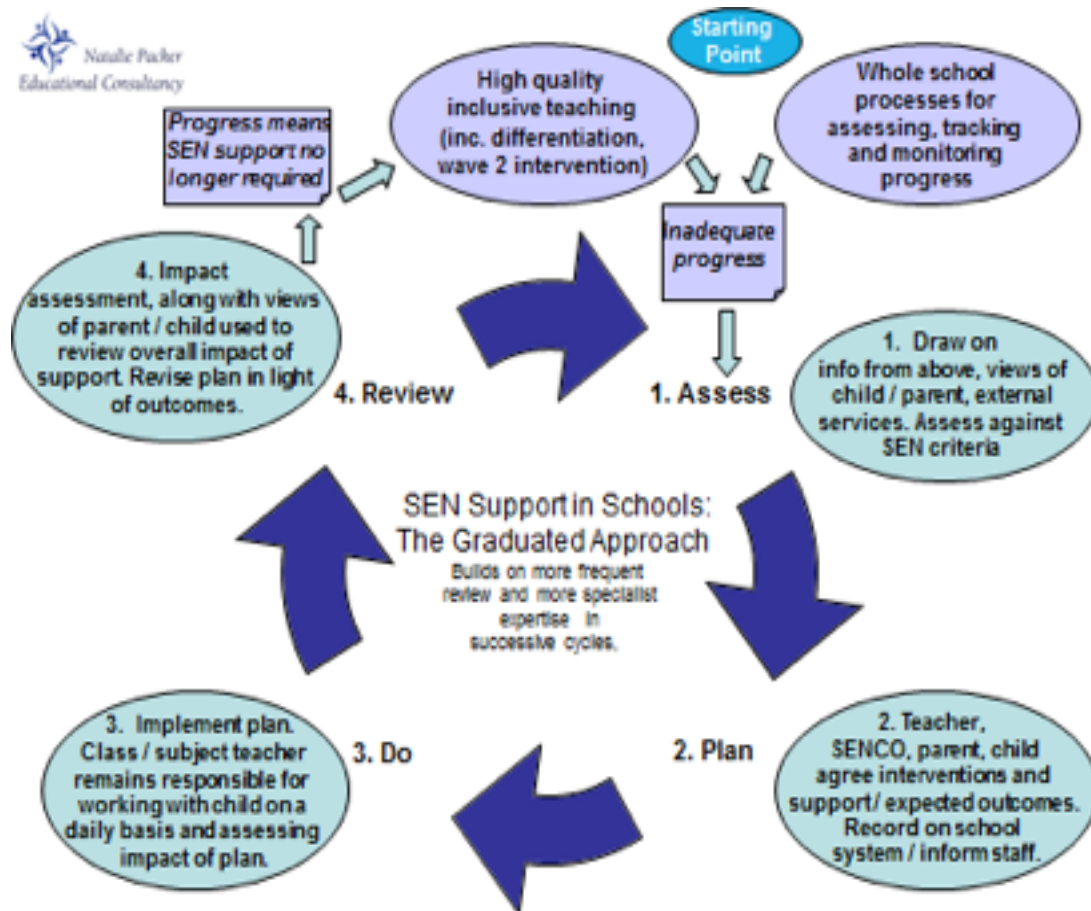 Natalie Packer
Educational Consultancy
Starting
Point
High quality
inclusive teaching
(inc. differentiation,
wave 2 intervention)
Whole school
processes for
assessing, tracking
and monitoring
progress
Progress means
SEN support no
longer required
Inadequate
progress
4. Impact
assessment, along with views
of parent / child used to
review overall impact of
support. Revise plan in light
of outcomes.
4. Review
1. Assess
1. Draw on
info from above, views of
child / parent, external
services. Assess against
SEN criteria
SEN Support in Schools:
The Graduated Approach
Builds on more frequent
review and more specialist
expertise in
successive cycles.
3. Implement plan.
Class / subject teacher
remains responsible for
working with child on a
daily basis and assessing
impact of plan.
3. Do
2. Plan
2. Teacher,
SENCO, parent, child
agree interventions and
support / expected outcomes.
Record on school
system / inform staff.